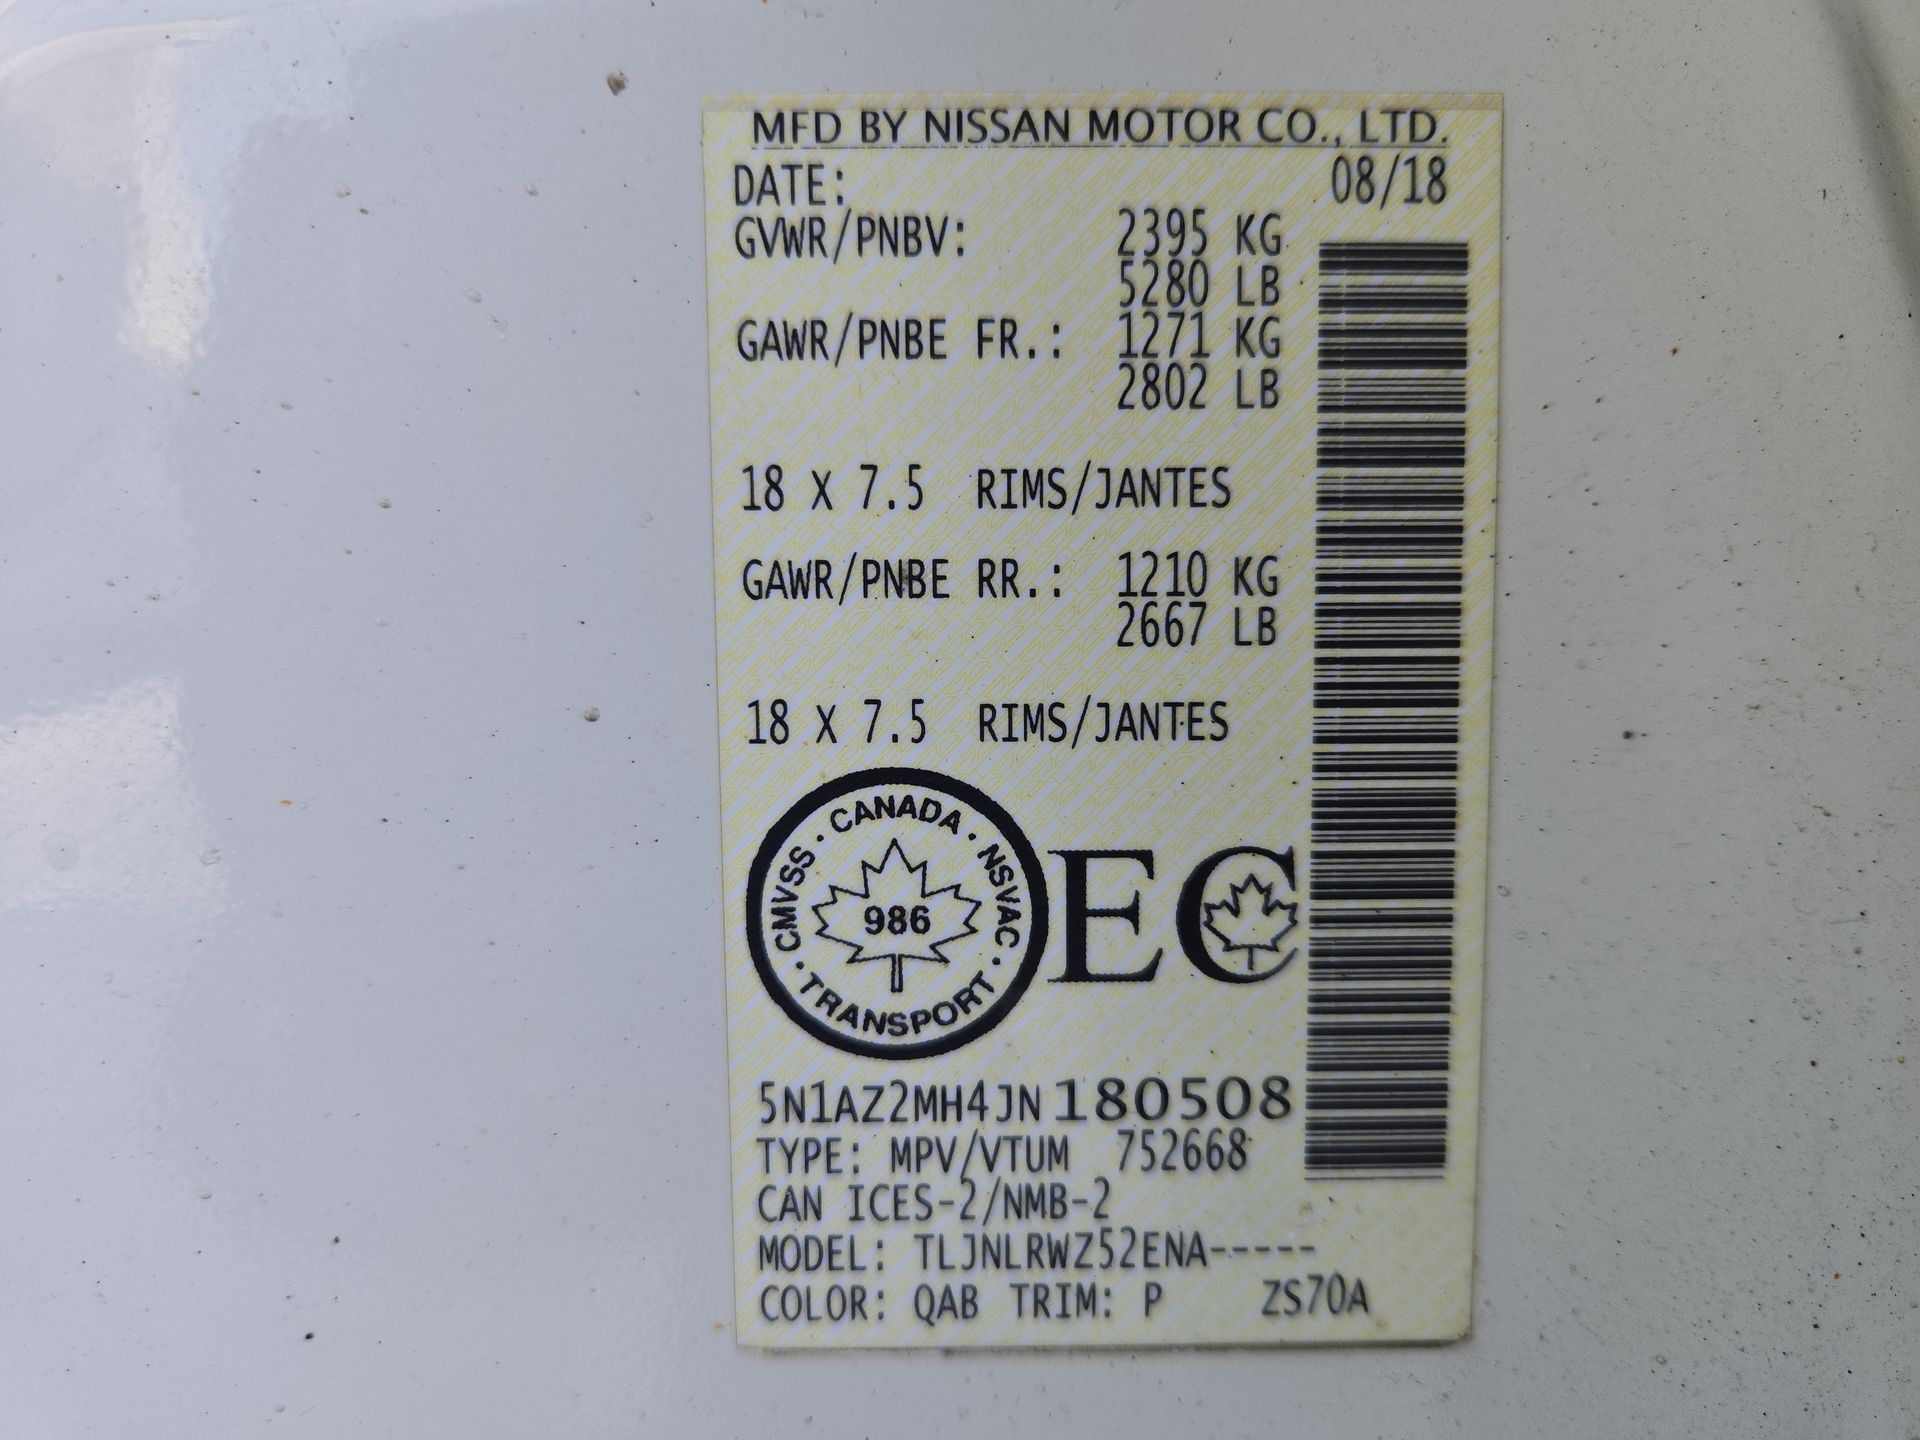 MFD BY NISSAN MOTOR CO., LTD.
DATE: 08/18
GVWR/PNBV: 2395 KG
5280 LB
GAWR/PNBE FR.: 1271 KG
2802 LB
18 X 7.5 RIMS/JANTES
GAWR/PNBE RR.: 1210 KG
2667 LB
18 X 7.5 RIMS/JANTES
CMVSS · CANADA · NSVAC · TRANSPORT ·
986
EC
5N1AZ2MH4JN180508
TYPE: MPV/VTUM 752668
CAN ICES-2/NMB-2
MODEL: TLJNLRWZ52ENA-----
COLOR: QAB TRIM: P ZS70A